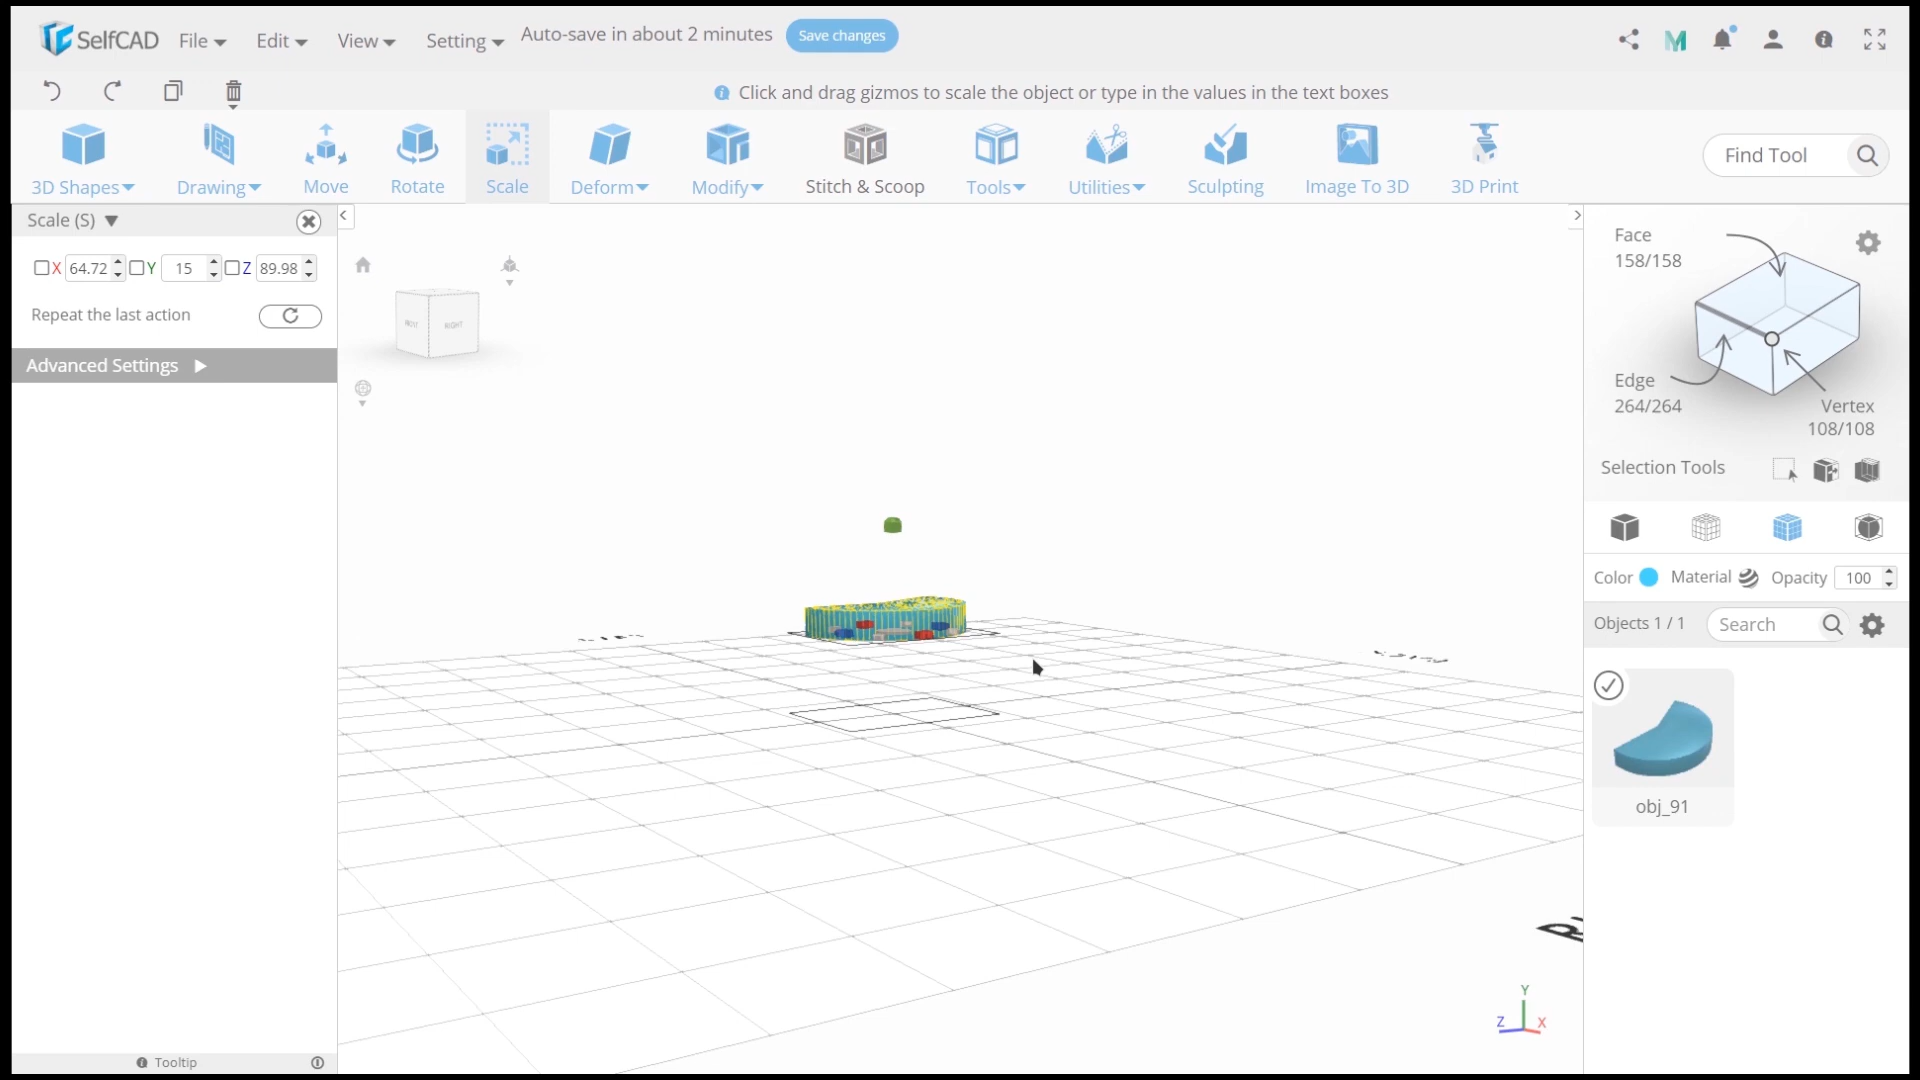 SelfCAD File Edit View Setting Auto-save in about 2 minutes Save changes
Click and drag gizmos to scale the object or type in the values in the text boxes
3D Shapes Drawing Move Rotate Scale Deform Modify Stitch & Scoop Tools Utilities Sculpting Image To 3D 3D Print Find Tool
Scale (S)
X 64.72 Y 15 Z 89.98
Repeat the last action
Advanced Settings
RIGHT
Face
158/158
Edge
264/264
Vertex
108/108
Selection Tools
Color Material Opacity 100
Objects 1 / 1 Search
obj_91
Y
Z X
Tooltip